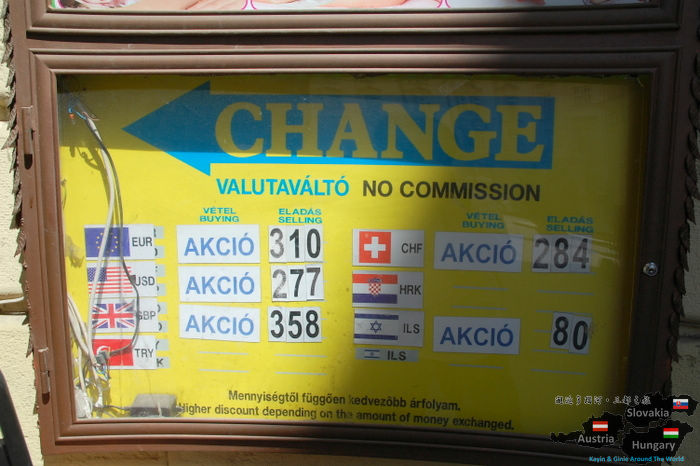 CHANGE
VALUTAVÁLTÓ NO COMMISSION
VÉTEL ELADÁS VÉTEL ELADÁS
BUYING SELLING BUYING SELLING
EUR AKCIÓ 310 CHF AKCIÓ 284
USD AKCIÓ 277 HRK
GBP AKCIÓ 358 ILS AKCIÓ 80
TRY ILS
Mennyiségtől függően kedvezőbb árfolyam.
Higher discount depending on the amount of money exchanged.
Slovakia
Austria Hungary
Kayin & Ginie Around The World